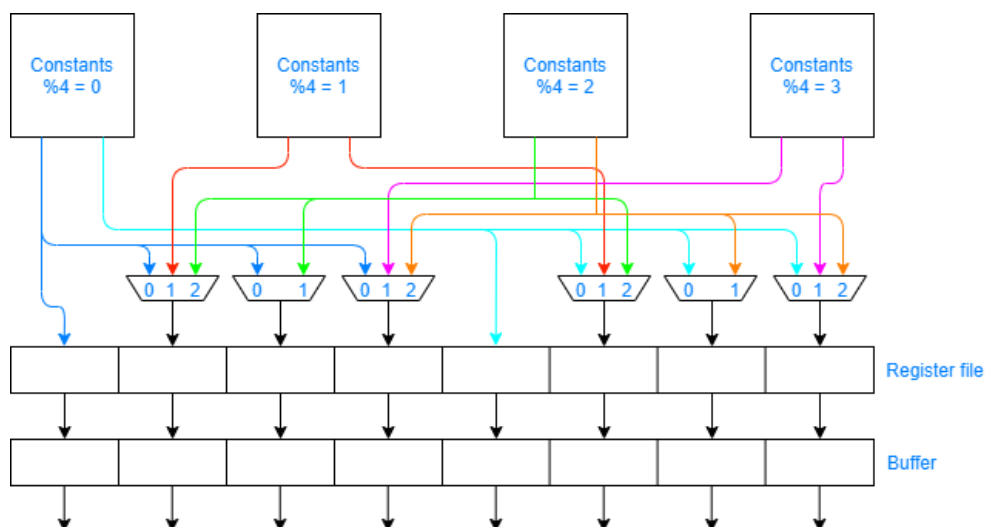 Constants
%4 = 0
Constants
%4 = 1
Constants
%4 = 2
Constants
%4 = 3
0 1 2
0 1
0 1 2
0 1 2
0 1
0 1 2
Register file
Buffer